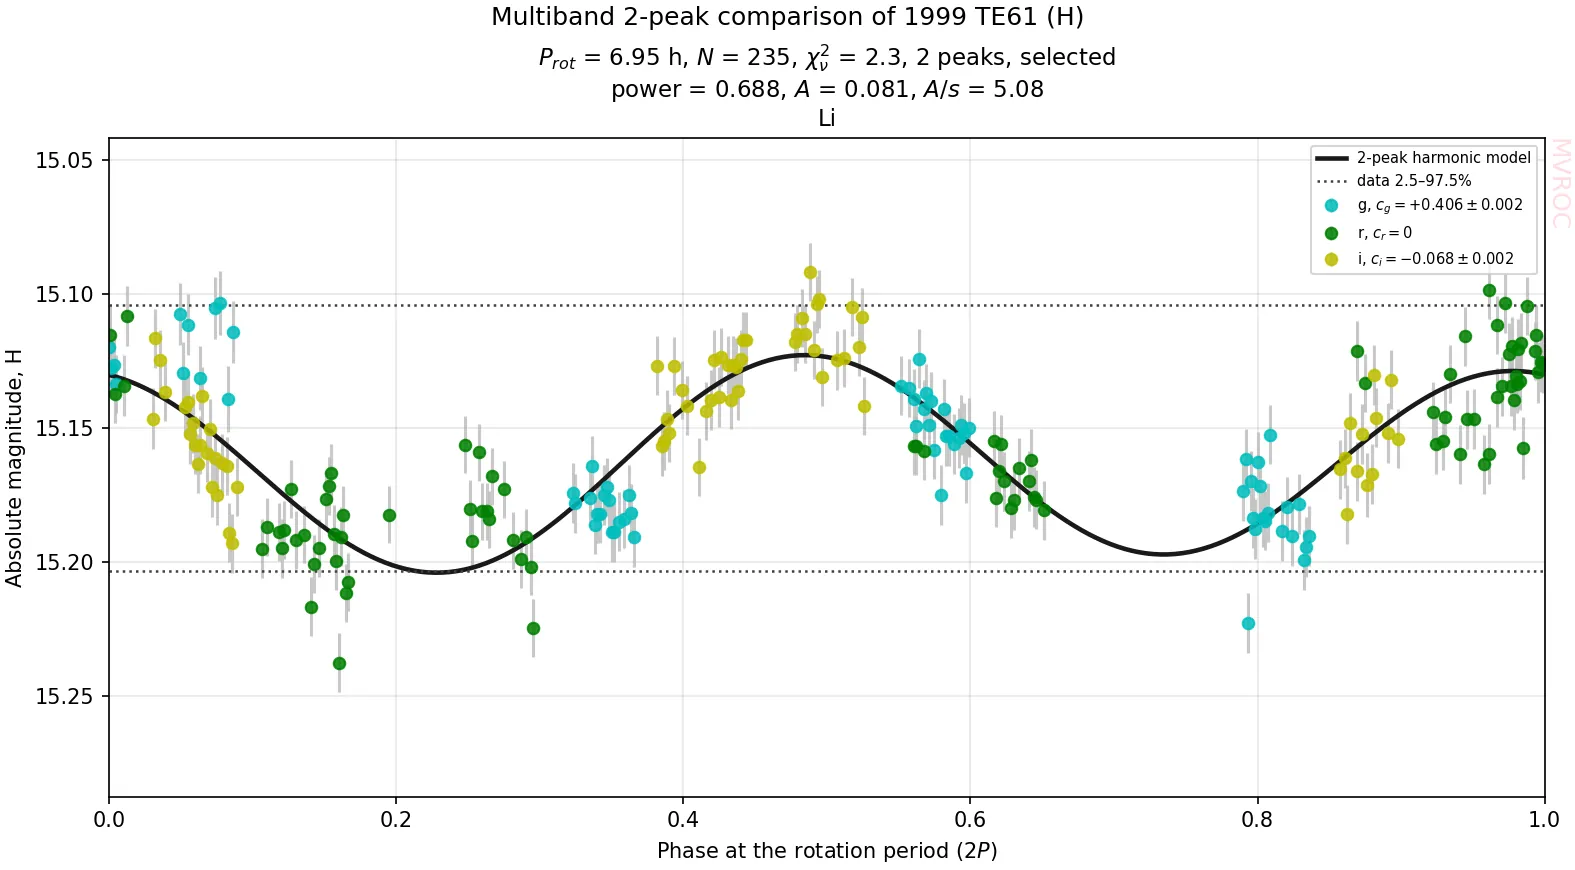 Multiband 2-peak comparison of 1999 TE61 (H)
P_rot = 6.95 h, N = 235, χ²_ν = 2.3, 2 peaks, selected
power = 0.688, A = 0.081, A/s = 5.08
Li
MVROC
2-peak harmonic model
data 2.5–97.5%
g, c_g = +0.406 ± 0.002
r, c_r = 0
i, c_i = −0.068 ± 0.002
Absolute magnitude, H
15.05
15.10
15.15
15.20
15.25
0.0 0.2 0.4 0.6 0.8 1.0
Phase at the rotation period (2P)